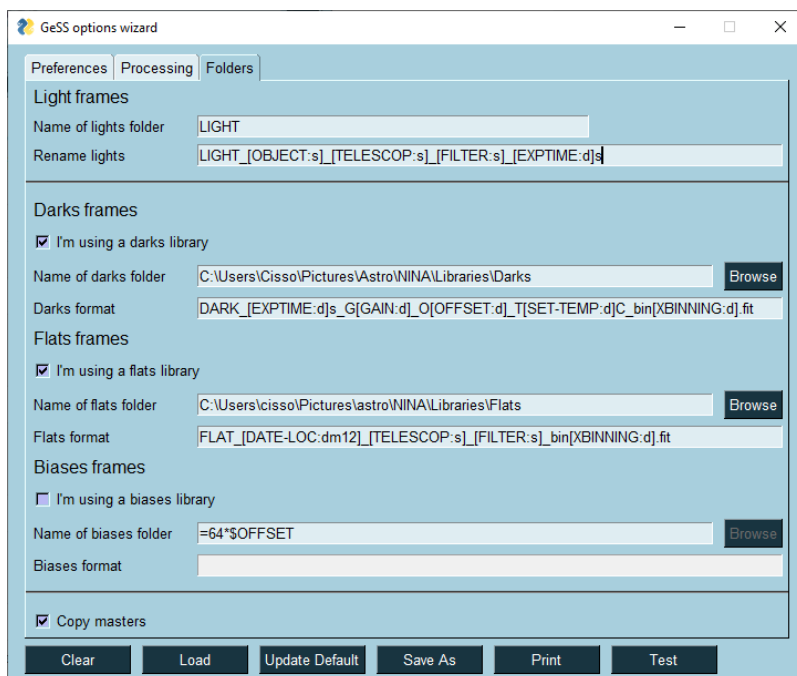 GeSS options wizard
Preferences Processing Folders
Light frames
Name of lights folder LIGHT
Rename lights LIGHT_[OBJECT:s]_[TELESCOP:s]_[FILTER:s]_[EXPTIME:d]s
Darks frames
I'm using a darks library
Name of darks folder C:\Users\Cisso\Pictures\Astro\NINA\Libraries\Darks Browse
Darks format DARK_[EXPTIME:d]s_G[GAIN:d]_O[OFFSET:d]_T[SET-TEMP:d]C_bin[XBINNING:d].fit
Flats frames
I'm using a flats library
Name of flats folder C:\Users\cisso\Pictures\astro\NINA\Libraries\Flats Browse
Flats format FLAT_[DATE-LOC:dm12]_[TELESCOP:s]_[FILTER:s]_bin[XBINNING:d].fit
Biases frames
I'm using a biases library
Name of biases folder =64*$OFFSET Browse
Biases format
Copy masters
Clear Load Update Default Save As Print Test